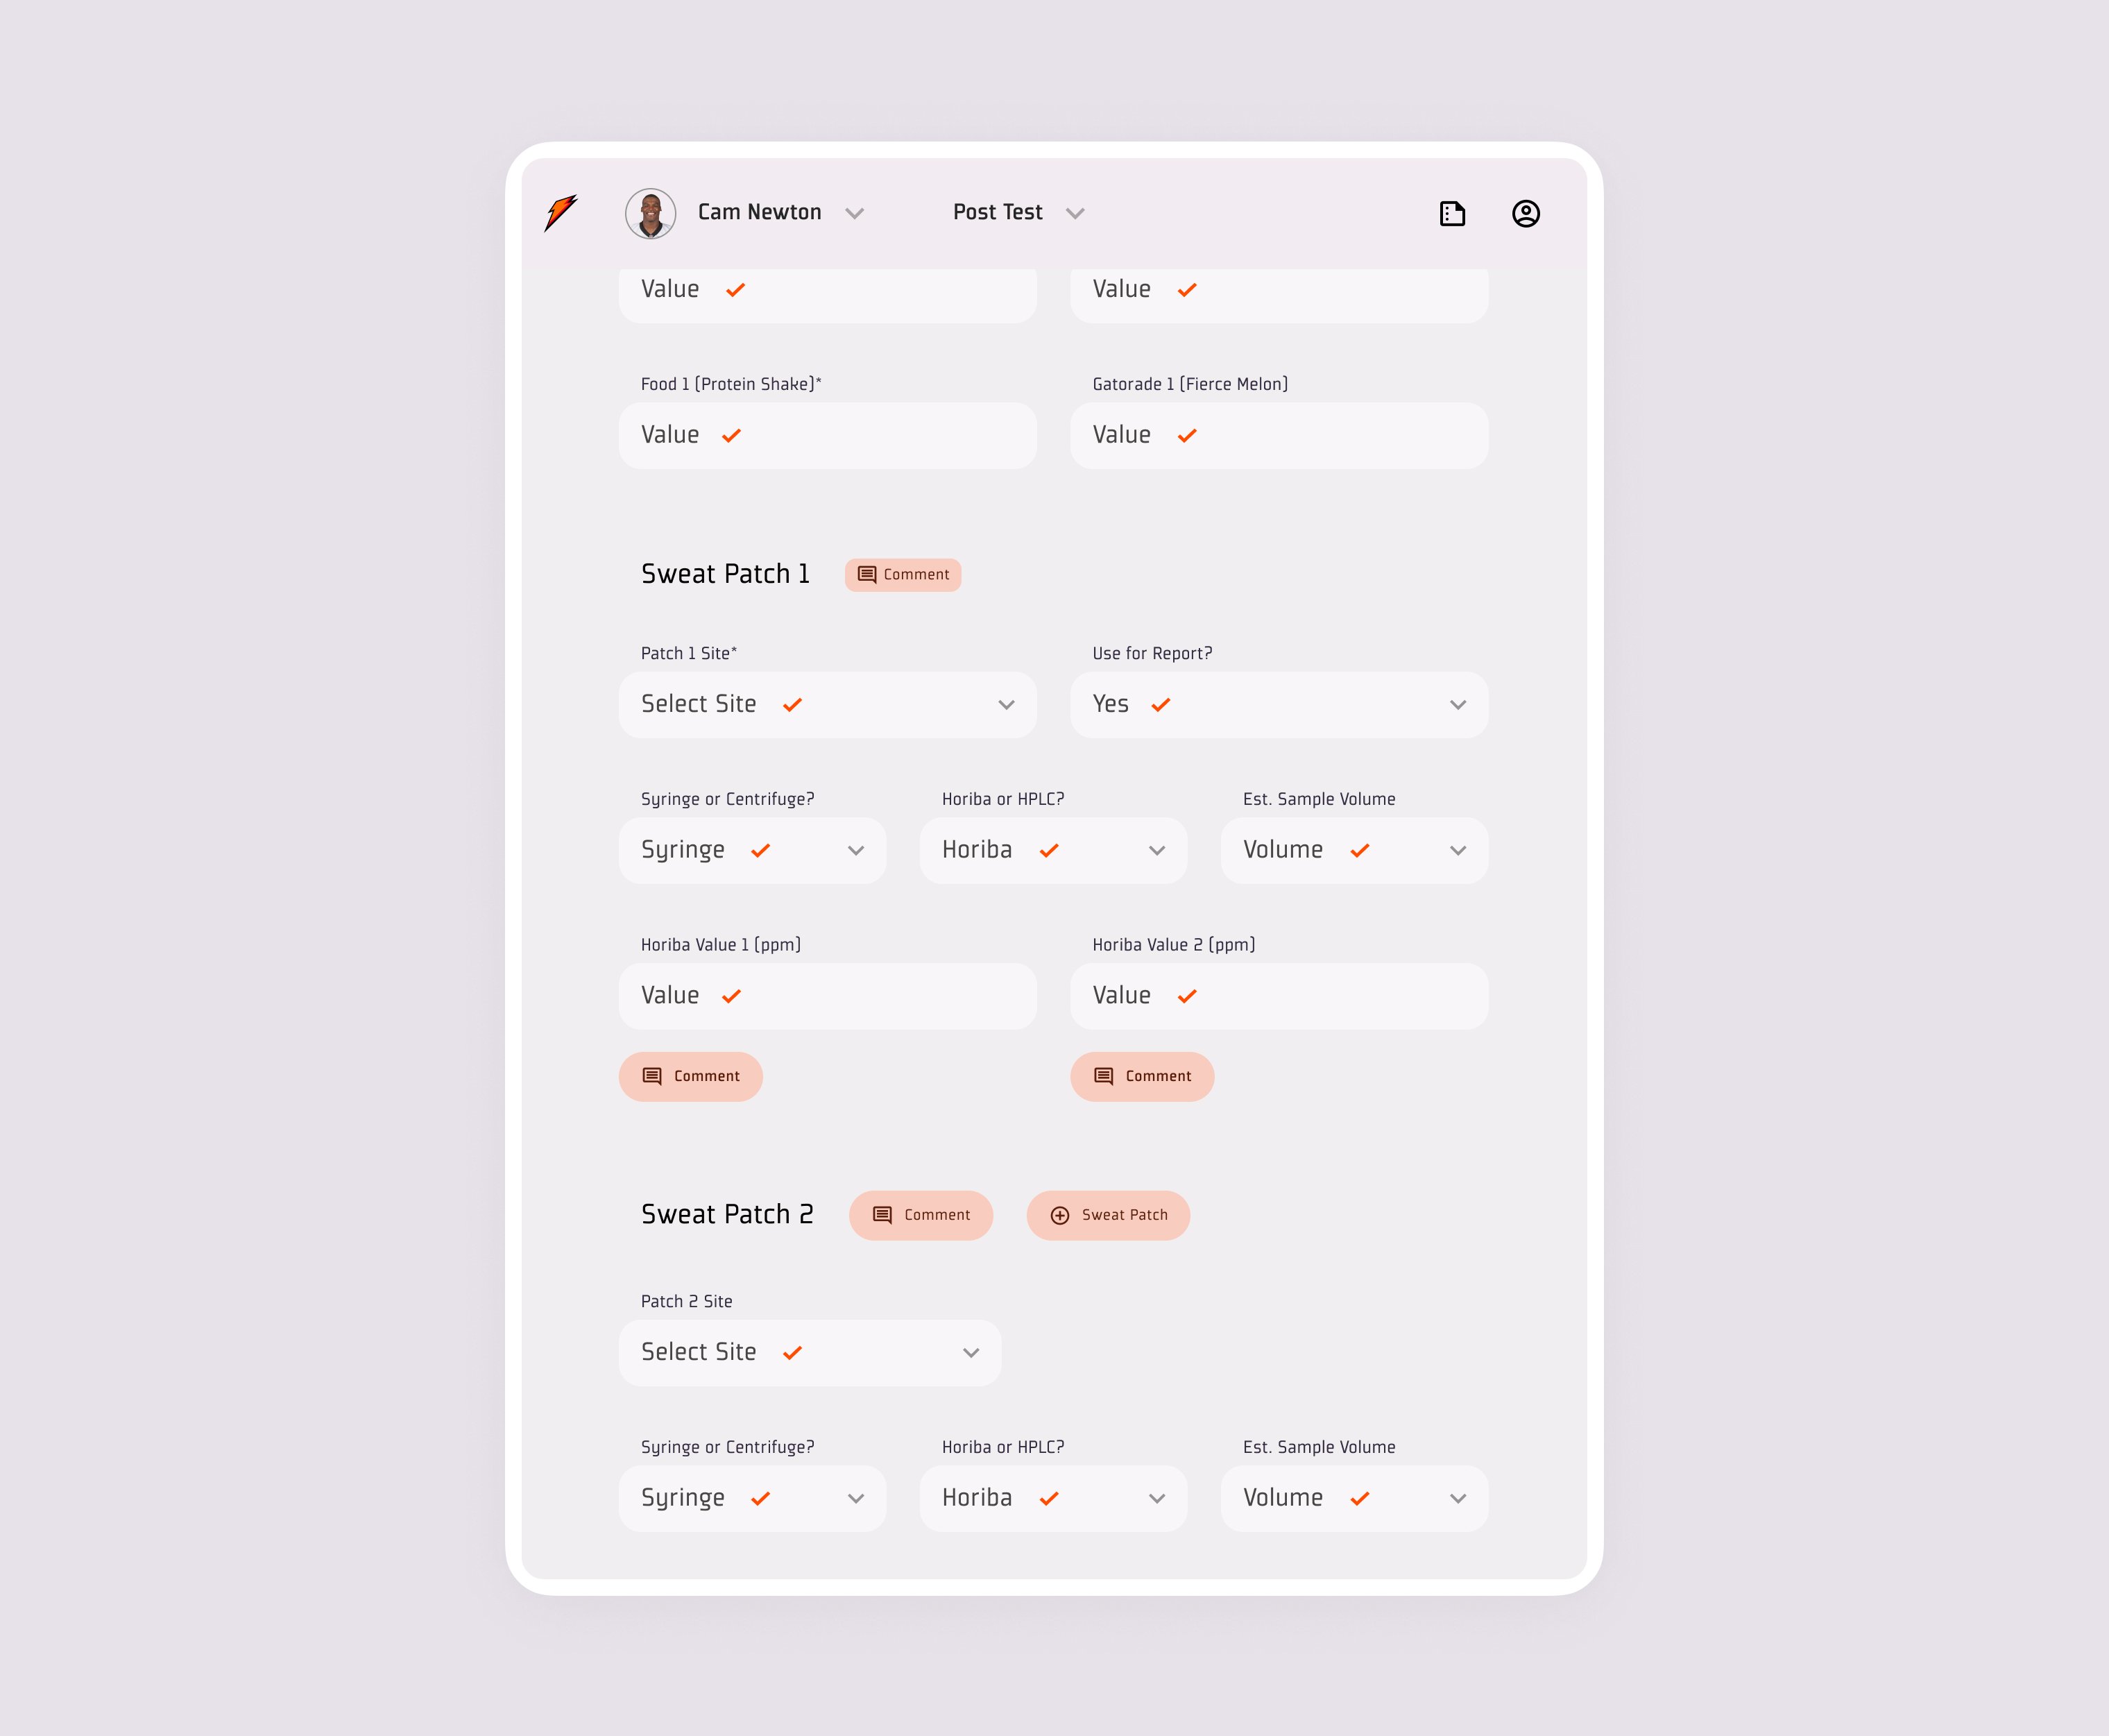 Cam Newton
Post Test
Value
Value
Food 1 (Protein Shake)*
Gatorade 1 (Fierce Melon)
Value
Value
Sweat Patch 1
Comment
Patch 1 Site*
Use for Report?
Select Site
Yes
Syringe or Centrifuge?
Horiba or HPLC?
Est. Sample Volume
Syringe
Horiba
Volume
Horiba Value 1 (ppm)
Horiba Value 2 (ppm)
Value
Value
Comment
Comment
Sweat Patch 2
Comment
Sweat Patch
Patch 2 Site
Select Site
Syringe or Centrifuge?
Horiba or HPLC?
Est. Sample Volume
Syringe
Horiba
Volume